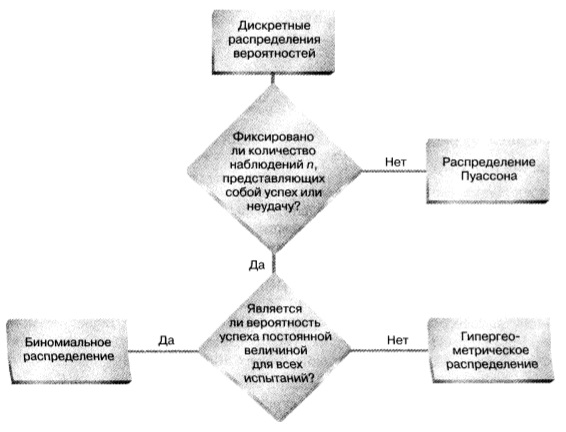 Дискретные
распределения
вероятностей
Фиксировано
ли количество
наблюдений n,
представляющих
собой успех или
неудачу?
Нет
Распределение
Пуассона
Да
Является
ли вероятность
успеха постоянной
величиной
для всех
испытаний?
Да
Биномиальное
распределение
Нет
Гипергео-
метрическое
распределение